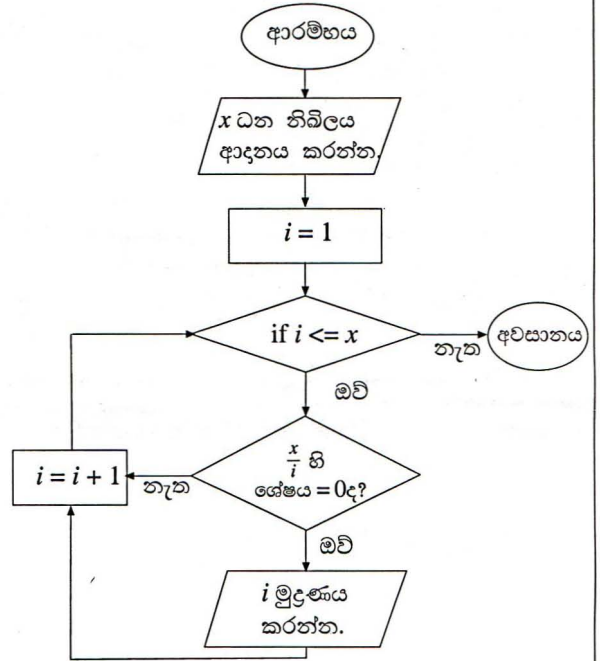 ආරම්භය
x ධන නිඛිලය
ආදානය කරන්න.
i = 1
if i <= x
නැත
අවසානය
ඔව්
x/i හි
ශේෂය = 0ද?
නැත
i = i + 1
ඔව්
i මුද්‍රණය
කරන්න.